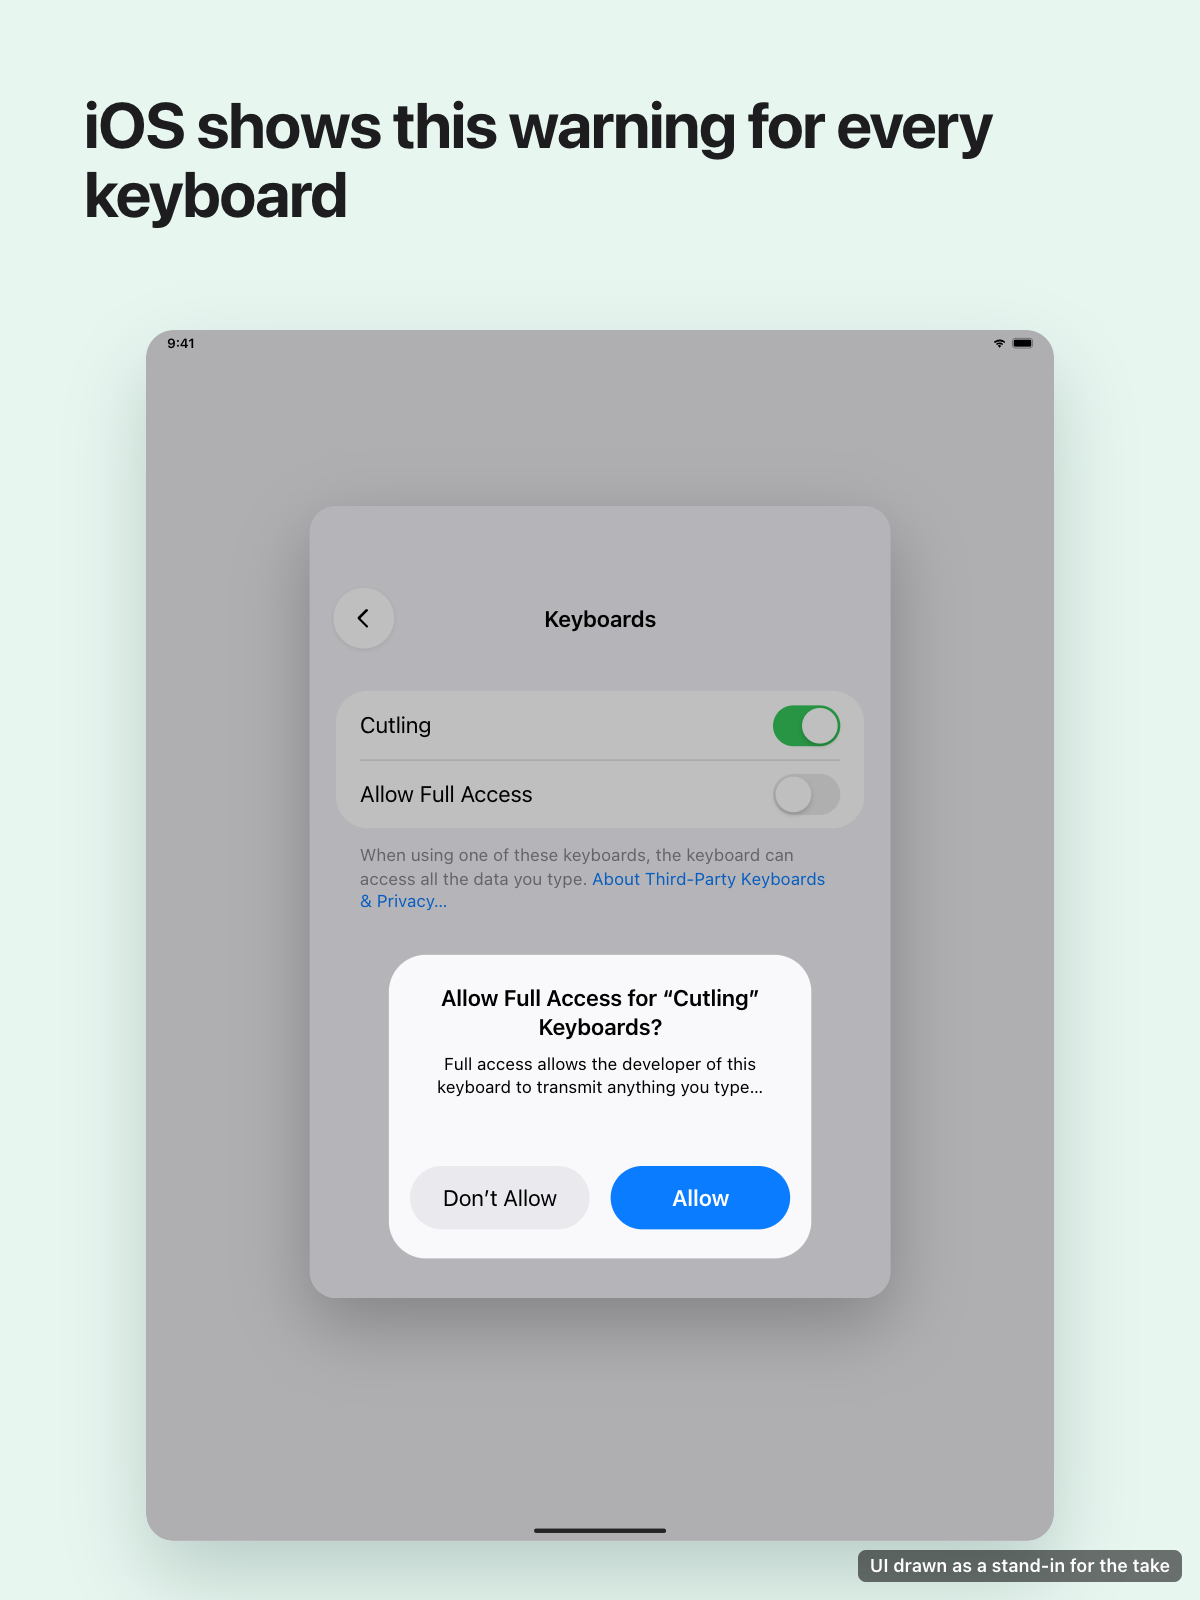 iOS shows this warning for every
keyboard
9:41
Keyboards
Cutling
Allow Full Access
When using one of these keyboards, the keyboard can
access all the data you type. About Third-Party Keyboards
& Privacy...
Allow Full Access for “Cutling”
Keyboards?
Full access allows the developer of this
keyboard to transmit anything you type...
Don’t Allow
Allow
UI drawn as a stand-in for the take